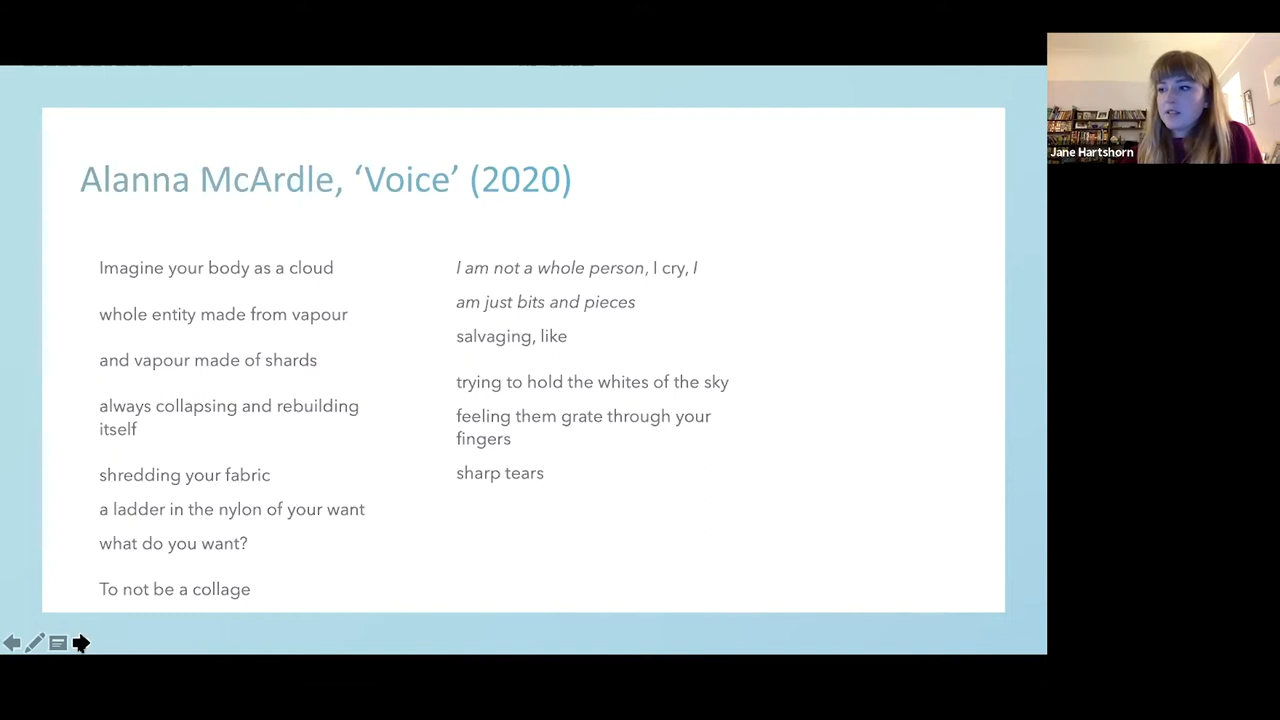 Alanna McArdle, ‘Voice’ (2020)
Imagine your body as a cloud
whole entity made from vapour
and vapour made of shards
always collapsing and rebuilding
itself
shredding your fabric
a ladder in the nylon of your want
what do you want?
To not be a collage
I am not a whole person, I cry, I
am just bits and pieces
salvaging, like
trying to hold the whites of the sky
feeling them grate through your
fingers
sharp tears
Jane Hartshorn